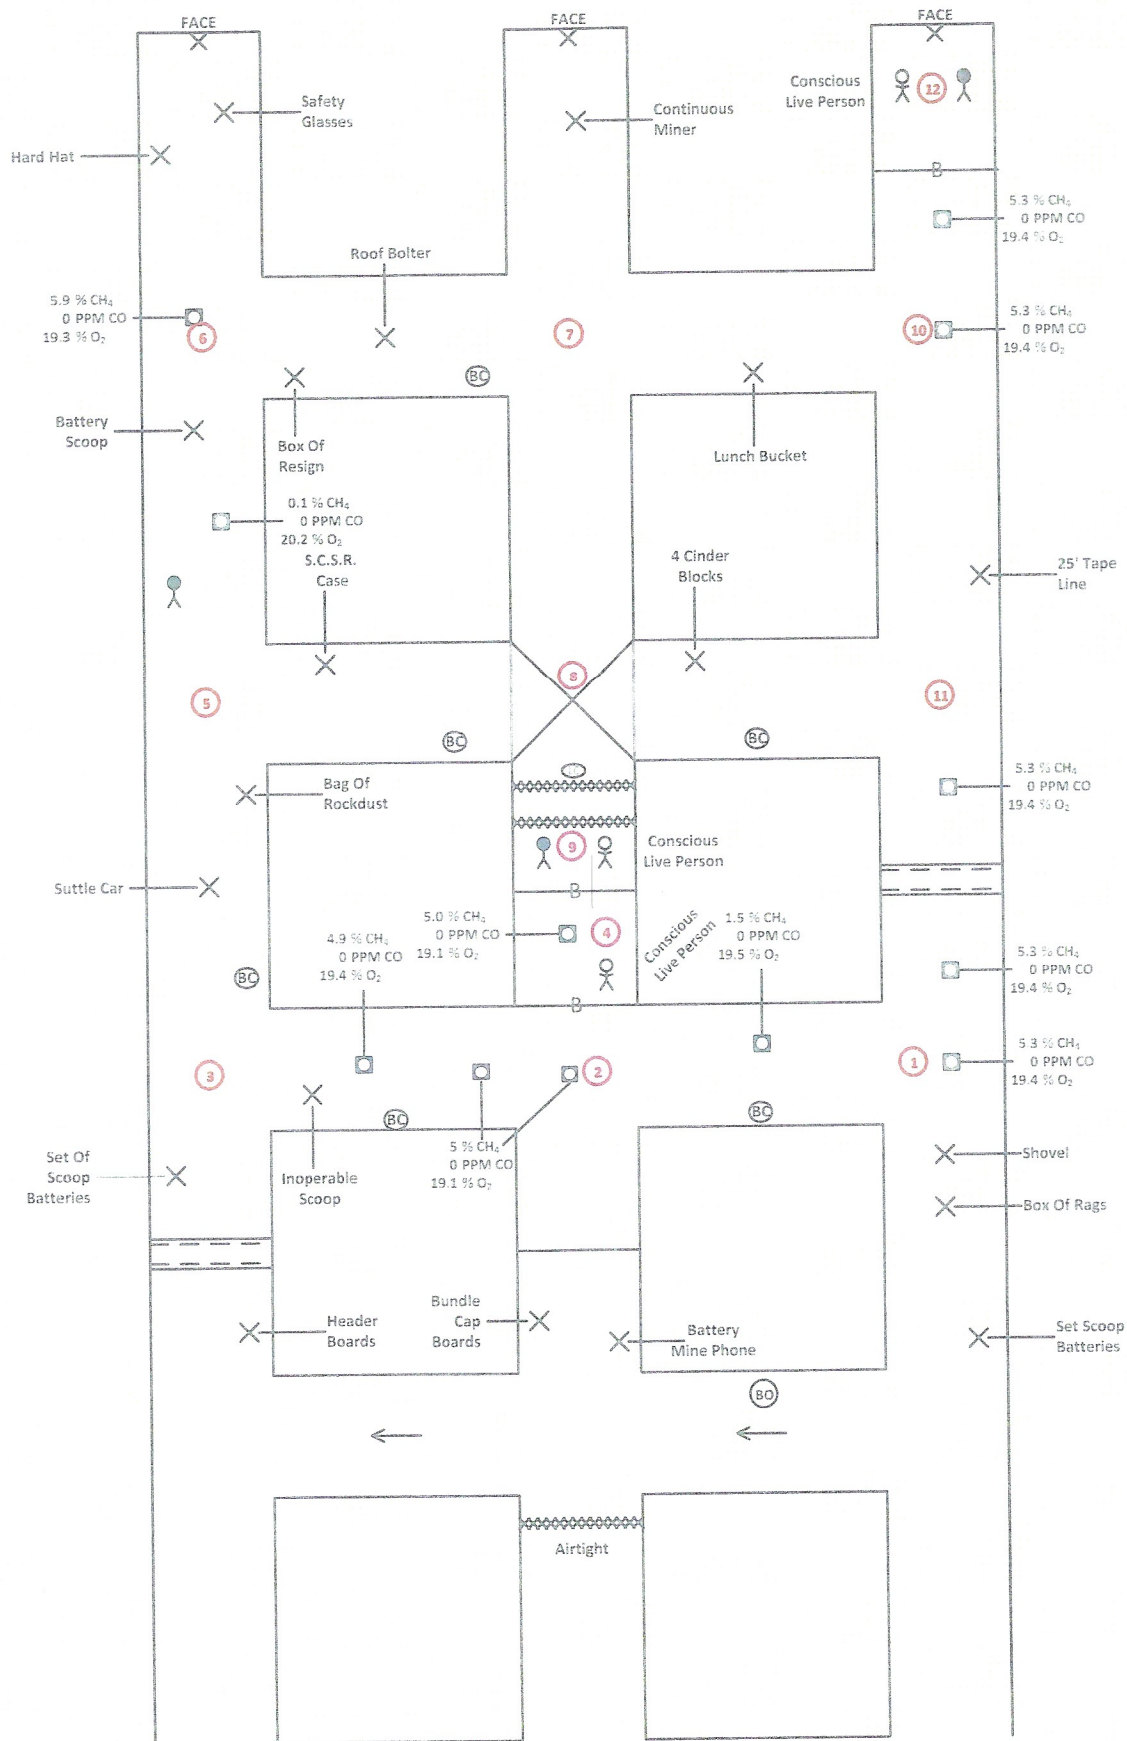 FACE
FACE
FACE
Safety
Glasses
Hard Hat
Continuous
Miner
Conscious
Live Person
12
B
5.3 % CH₄
0 PPM CO
19.4 % O₂
Roof Bolter
5.9 % CH₄
0 PPM CO
19.3 % O₂
6
7
10
5.3 % CH₄
0 PPM CO
19.4 % O₂
BC
Battery
Scoop
Box Of
Resign
Lunch Bucket
0.1 % CH₄
0 PPM CO
20.2 % O₂
S.C.S.R.
Case
4 Cinder
Blocks
25' Tape
Line
8
5
11
BC
BC
Bag Of
Rockdust
5.3 % CH₄
0 PPM CO
19.4 % O₂
9
Conscious
Live Person
Suttle Car
B
5.0 % CH₄
0 PPM CO
19.1 % O₂
4
Conscious
Live Person
1.5 % CH₄
0 PPM CO
19.5 % O₂
4.9 % CH₄
0 PPM CO
19.4 % O₂
BC
5.3 % CH₄
0 PPM CO
19.4 % O₂
B
3
2
1
5.3 % CH₄
0 PPM CO
19.4 % O₂
BC
BC
5 % CH₄
0 PPM CO
19.1 % O₂
Shovel
Set Of
Scoop
Batteries
Inoperable
Scoop
Box Of Rags
Header
Boards
Bundle
Cap
Boards
Battery
Mine Phone
Set Scoop
Batteries
BO
Airtight